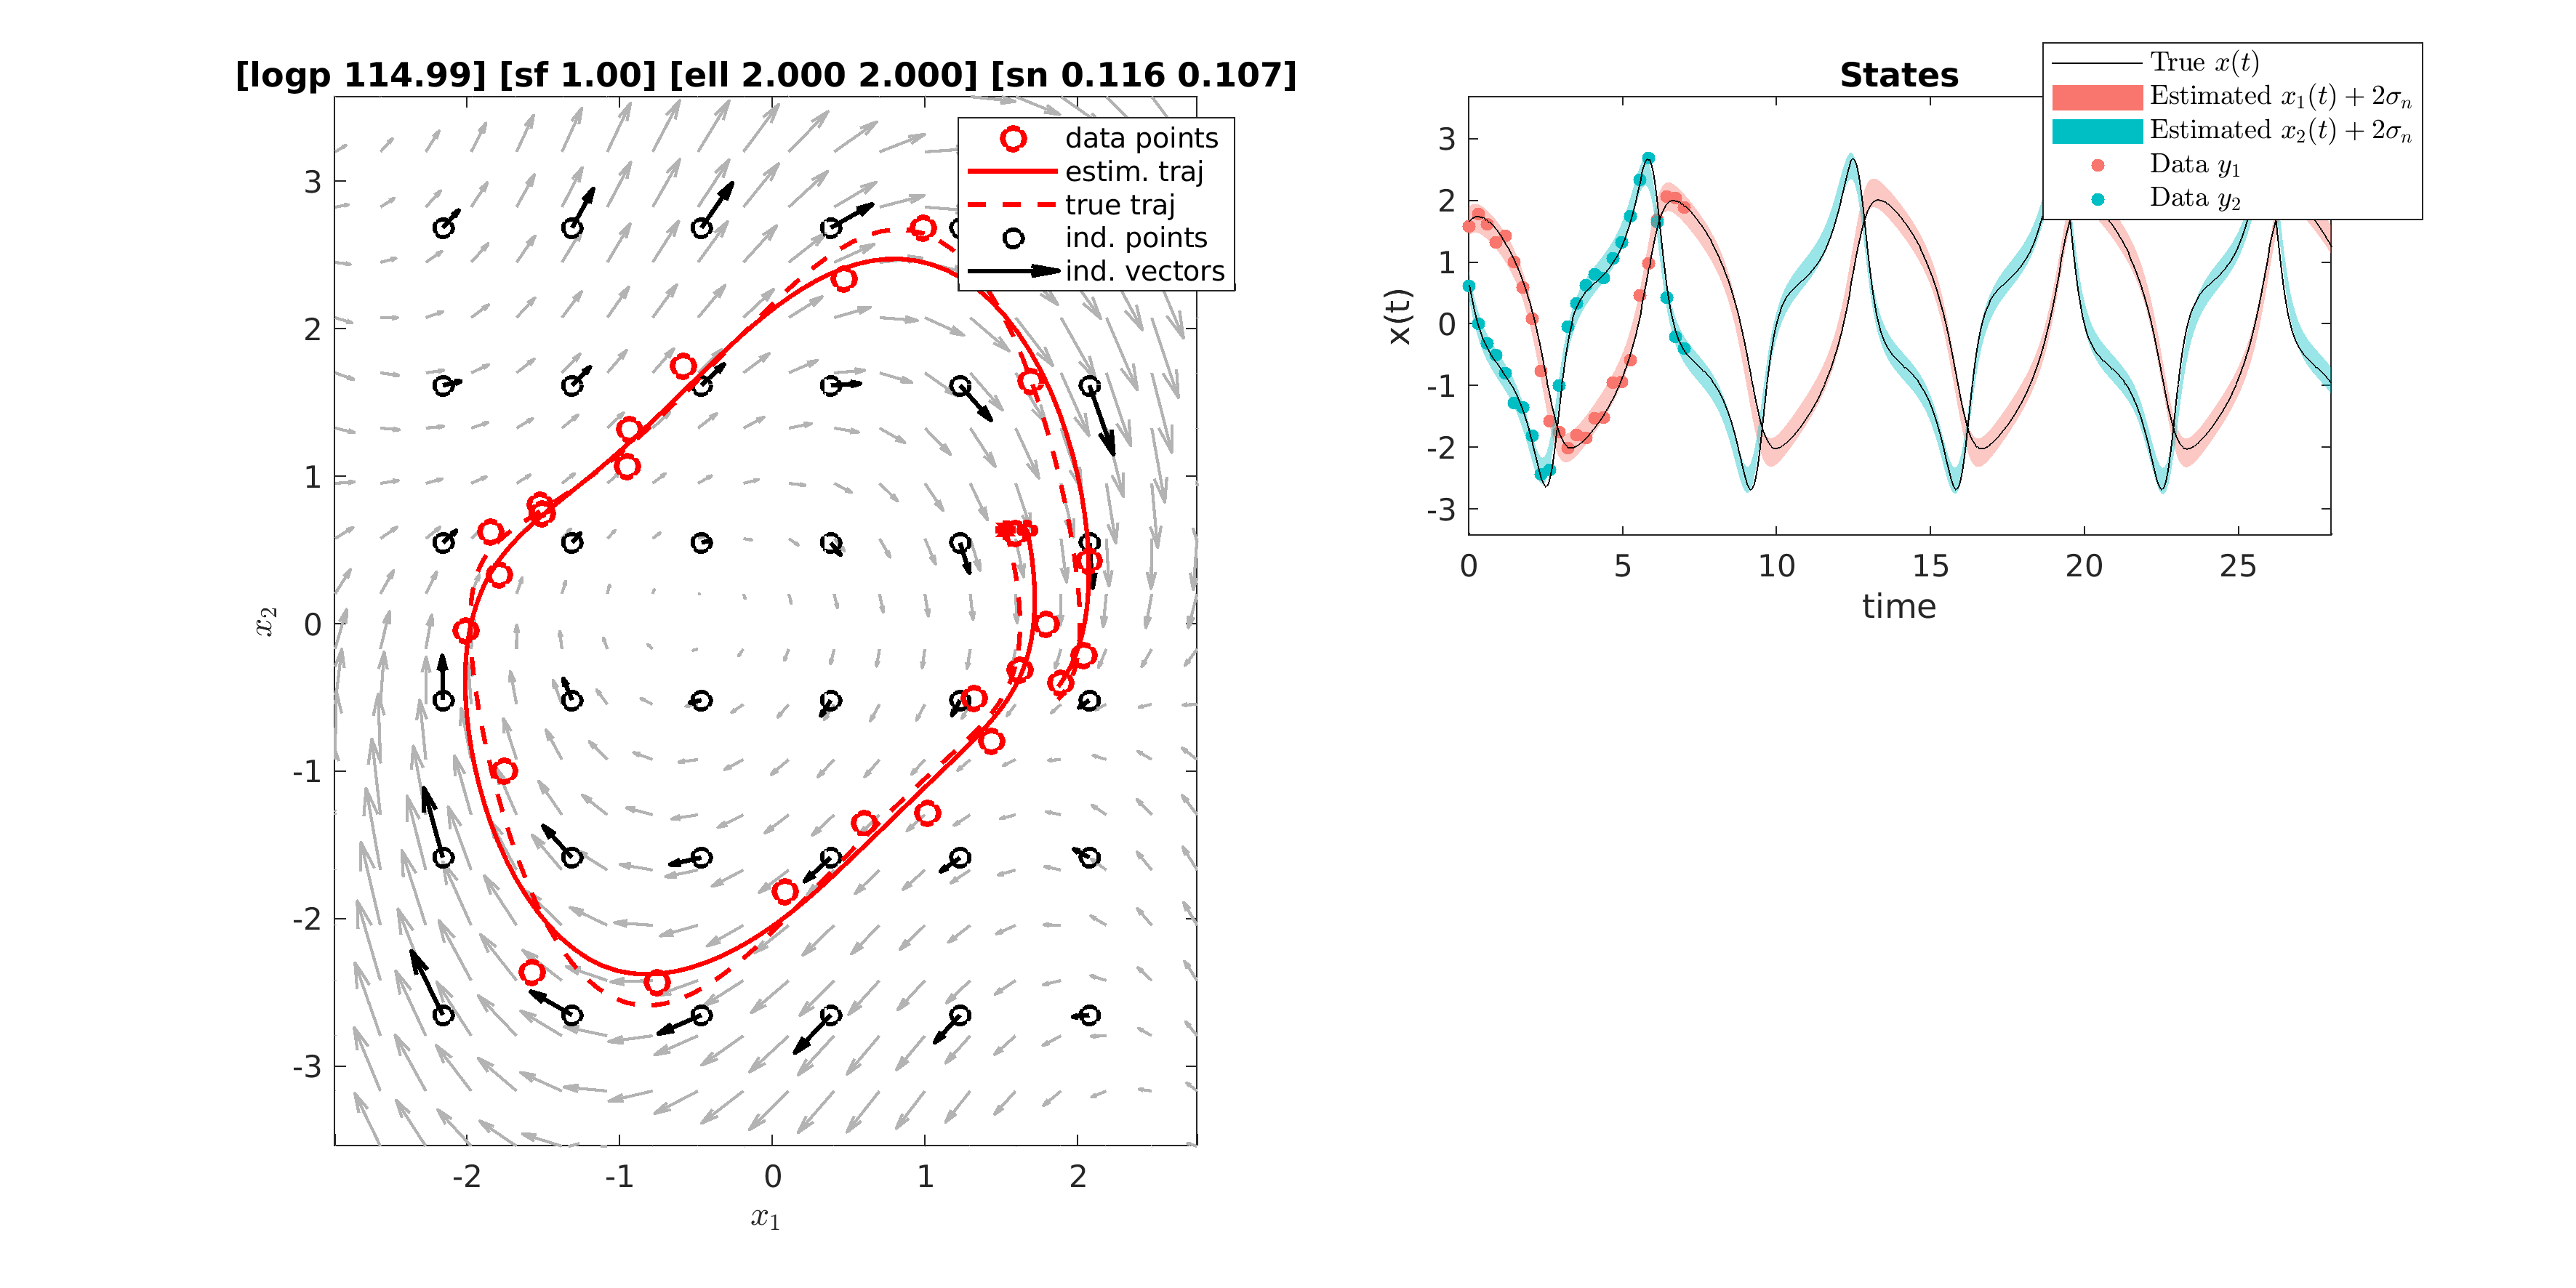 [logp 114.99] [sf 1.00] [ell 2.000 2.000] [sn 0.116 0.107]
data points
estim. traj
true traj
ind. points
ind. vectors
3
2
1
0
-1
-2
-3
x₂
-2
-1
0
1
2
x₁
States
True x(t)
Estimated x₁(t) + 2σₙ
Estimated x₂(t) + 2σₙ
Data y₁
Data y₂
3
2
1
0
-1
-2
-3
x(t)
0
5
10
15
20
25
time